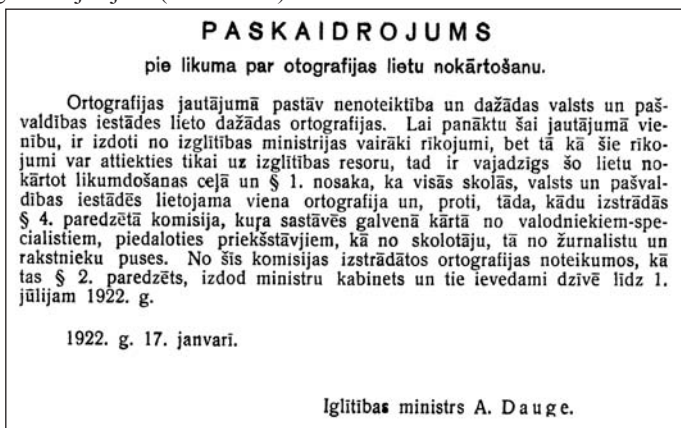 PASKAIDROJUMS
pie likuma par otografijas lietu nokārtošanu.
Ortografijas jautājumā pastāv nenoteiktība un dažādas valsts un paš-
valdības iestādes lieto dažādas ortografijas. Lai panāktu šai jautājumā vie-
nību, ir izdoti no izglītības ministrijas vairāki rīkojumi, bet tā kā šie rīko-
jumi var attiekties tikai uz izglītības resoru, tad ir vajadzīgs šo lietu no-
kārtot likumdošanas ceļā un § 1. nosaka, ka visās skolās, valsts un pašval-
dības iestādēs lietojama viena ortografija un, proti, tāda, kādu izstrādās
§ 4. paredzētā komisija, kuŗa sastāvēs galvenā kārtā no valodniekiem-spe-
cialistiem, piedaloties priekšstāvjiem, kā no skolotāju, tā no žurnalistu un
rakstnieku puses. No šīs komisijas izstrādātos ortografijas noteikumos, kā
tas § 2. paredzēts, izdod ministru kabinets un tie ievedami dzīvē līdz 1.
jūlijam 1922. g.
1922. g. 17. janvarī.
Iglītības ministrs A. Dauge.